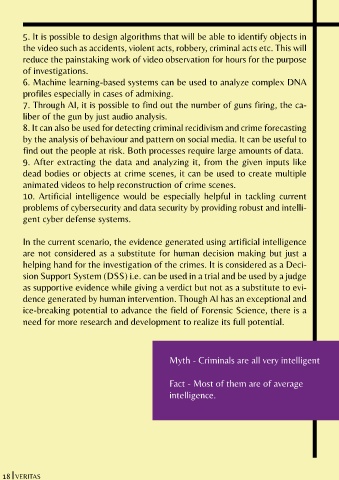 5. It is possible to design algorithms that will be able to identify objects in
the video such as accidents, violent acts, robbery, criminal acts etc. This will
reduce the painstaking work of video observation for hours for the purpose
of investigations.
6. Machine learning-based systems can be used to analyze complex DNA
profiles especially in cases of admixing.
7. Through AI, it is possible to find out the number of guns firing, the ca-
liber of the gun by just audio analysis.
8. It can also be used for detecting criminal recidivism and crime forecasting
by the analysis of behaviour and pattern on social media. It can be useful to
find out the people at risk. Both processes require large amounts of data.
9. After extracting the data and analyzing it, from the given inputs like
dead bodies or objects at crime scenes, it can be used to create multiple
animated videos to help reconstruction of crime scenes.
10. Artificial intelligence would be especially helpful in tackling current
problems of cybersecurity and data security by providing robust and intelli-
gent cyber defense systems.
In the current scenario, the evidence generated using artificial intelligence
are not considered as a substitute for human decision making but just a
helping hand for the investigation of the crimes. It is considered as a Deci-
sion Support System (DSS) i.e. can be used in a trial and be used by a judge
as supportive evidence while giving a verdict but not as a substitute to evi-
dence generated by human intervention. Though AI has an exceptional and
ice-breaking potential to advance the field of Forensic Science, there is a
need for more research and development to realize its full potential.
Myth - Criminals are all very intelligent
Fact - Most of them are of average
intelligence.
18 | VERITAS